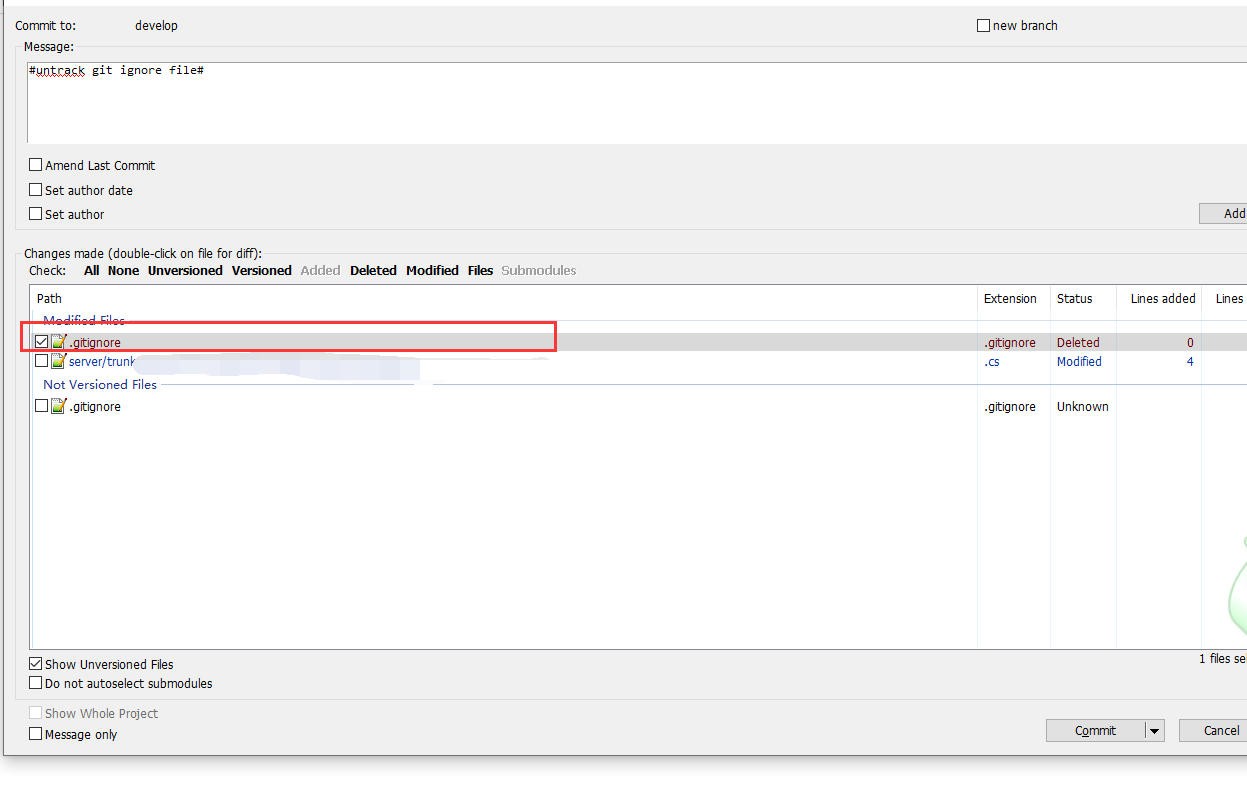 Commit to: develop new branch
Message:
#untrack git ignore file#
Amend Last Commit
Set author date
Set author
Add
Changes made (double-click on file for diff):
Check: All None Unversioned Versioned Added Deleted Modified Files Submodules
Path Extension Status Lines added Lines
Modified Files
.gitignore .gitignore Deleted 0
server/trunk .cs Modified 4
Not Versioned Files
.gitignore .gitignore Unknown
Show Unversioned Files
1 files
Do not autoselect submodules
Show Whole Project
Message only
Commit Cancel